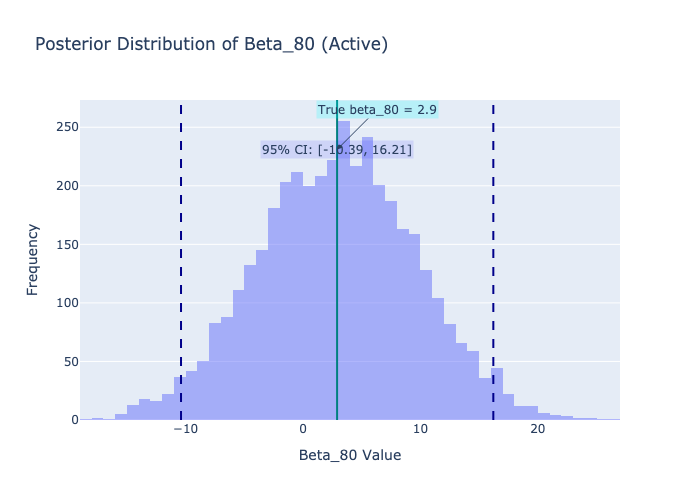 Posterior Distribution of Beta_80 (Active)
True beta_80 = 2.9
95% CI: [-10.39, 16.21]
250
200
150
100
50
0
Frequency
−10
0
10
20
Beta_80 Value